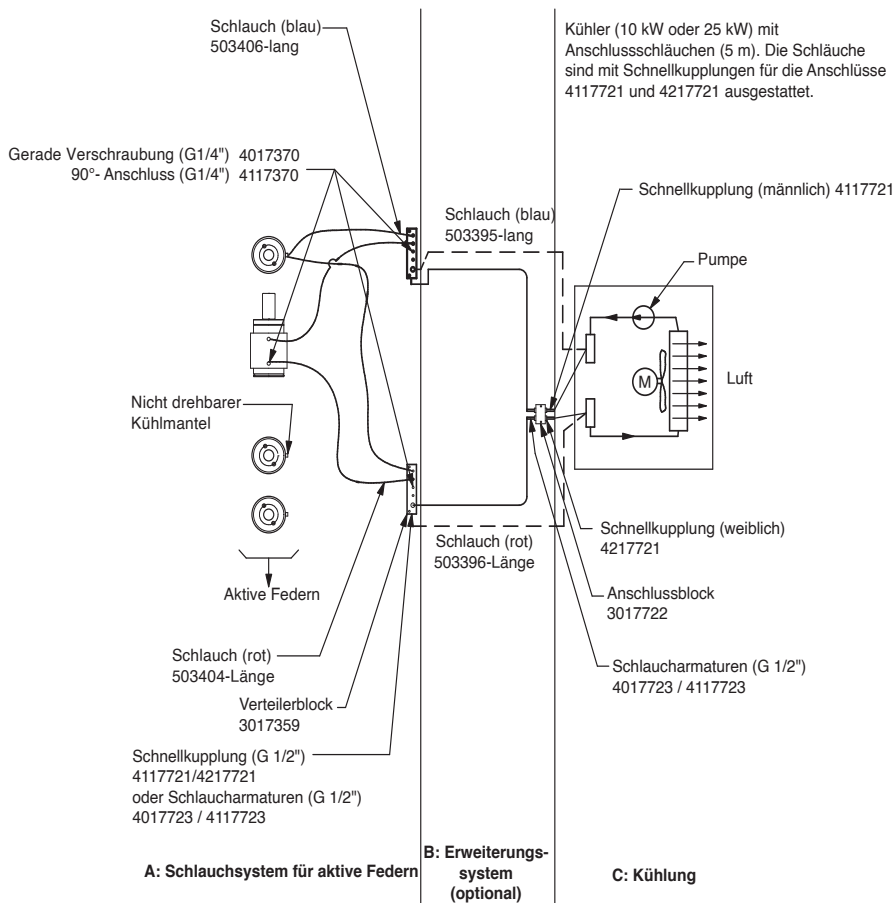 Schlauch (blau)
503406-lang
Kühler (10 kW oder 25 kW) mit
Anschlussschläuchen (5 m). Die Schläuche
sind mit Schnellkupplungen für die Anschlüsse
4117721 und 4217721 ausgestattet.
Gerade Verschraubung (G1/4") 4017370
90°- Anschluss (G1/4") 4117370
Schnellkupplung (männlich) 4117721
Schlauch (blau)
503395-lang
Pumpe
M
Luft
Nicht drehbarer
Kühlmantel
Schnellkupplung (weiblich)
4217721
Schlauch (rot)
503396-Länge
Aktive Federn
Anschlussblock
3017722
Schlauch (rot)
503404-Länge
Schlaucharmaturen (G 1/2")
4017723 / 4117723
Verteilerblock
3017359
Schnellkupplung (G 1/2")
4117721/4217721
oder Schlaucharmaturen (G 1/2")
4017723 / 4117723
A: Schlauchsystem für aktive Federn
B: Erweiterungs-
system
(optional)
C: Kühlung